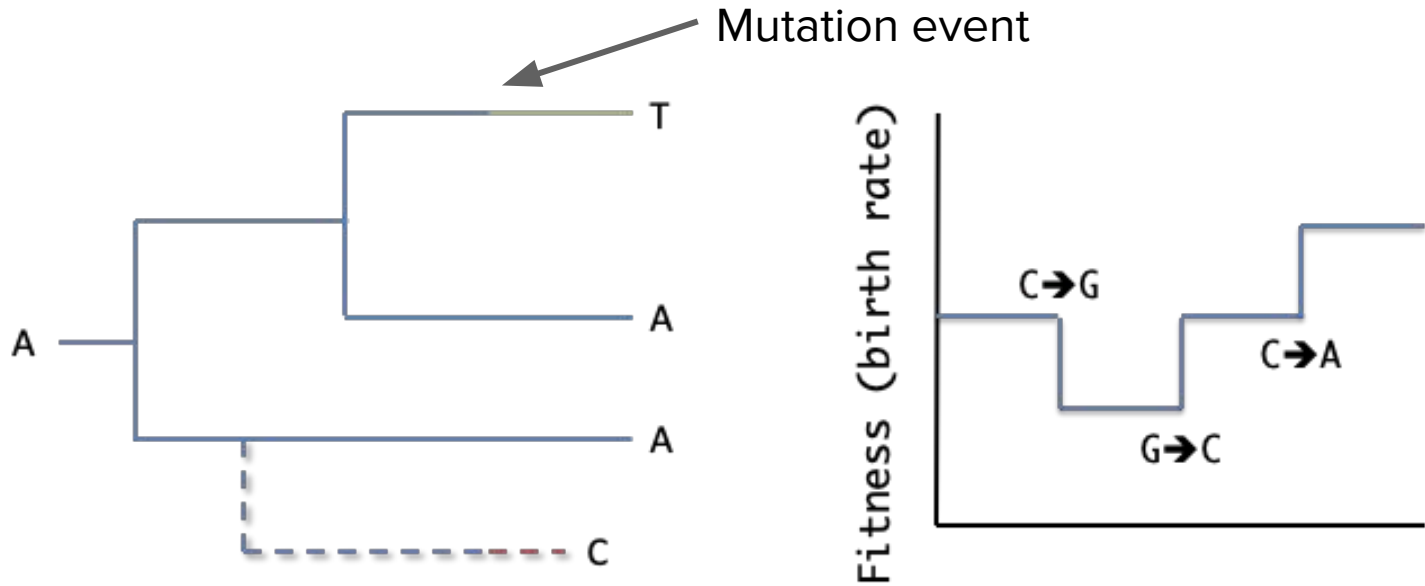 Mutation event
T
A
A
A
C
Fitness (birth rate)
C➔G
G➔C
C➔A